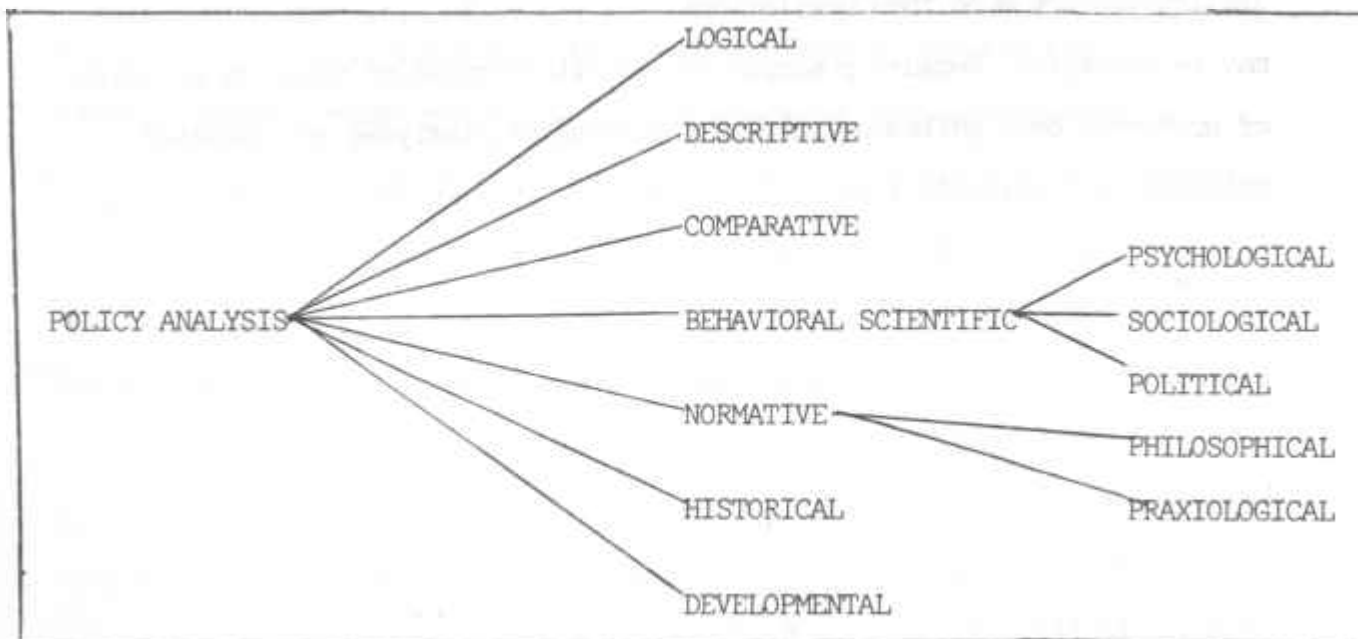 LOGICAL
DESCRIPTIVE
COMPARATIVE
PSYCHOLOGICAL
POLICY ANALYSIS BEHAVIORAL SCIENTIFIC SOCIOLOGICAL
POLITICAL
NORMATIVE
PHILOSOPHICAL
HISTORICAL PRAXIOLOGICAL
DEVELOPMENTAL